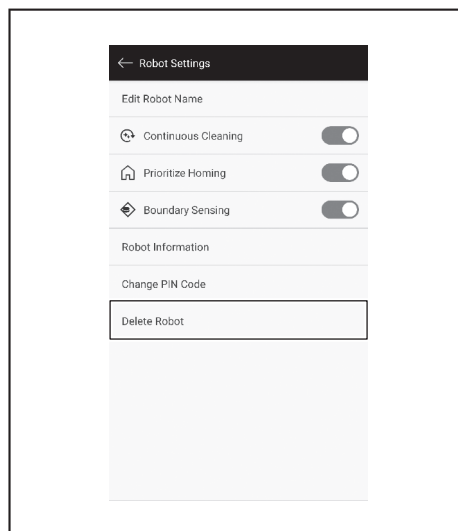 Robot Settings
Edit Robot Name
Continuous Cleaning
Prioritize Homing
Boundary Sensing
Robot Information
Change PIN Code
Delete Robot